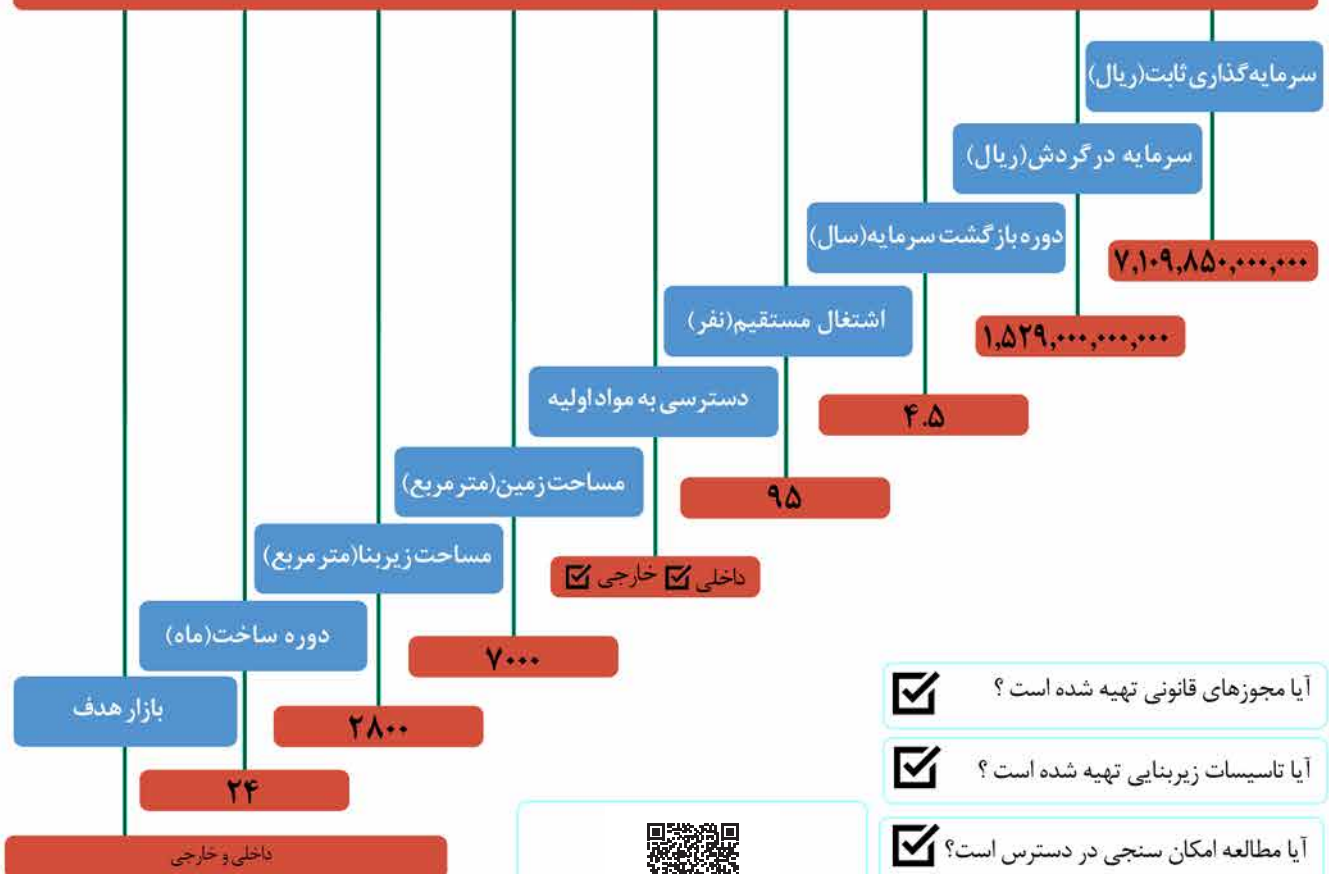 سرمایه‌گذاری ثابت(ریال)
۷,۱۰۹,۸۵۰,۰۰۰,۰۰۰
سرمایه در گردش(ریال)
۱,۵۲۹,۰۰۰,۰۰۰,۰۰۰
دوره بازگشت سرمایه(سال)
۴.۵
اشتغال مستقیم(نفر)
۹۵
دسترسی به مواد اولیه
داخلی ☑ خارجی ☑
مساحت زمین(متر مربع)
۷۰۰۰
مساحت زیربنا(متر مربع)
۲۸۰۰
دوره ساخت(ماه)
۲۴
بازار هدف
داخلی و خارجی
آیا مجوزهای قانونی تهیه شده است ؟ ☑
آیا تاسیسات زیربنایی تهیه شده است ؟ ☑
آیا مطالعه امکان سنجی در دسترس است؟ ☑